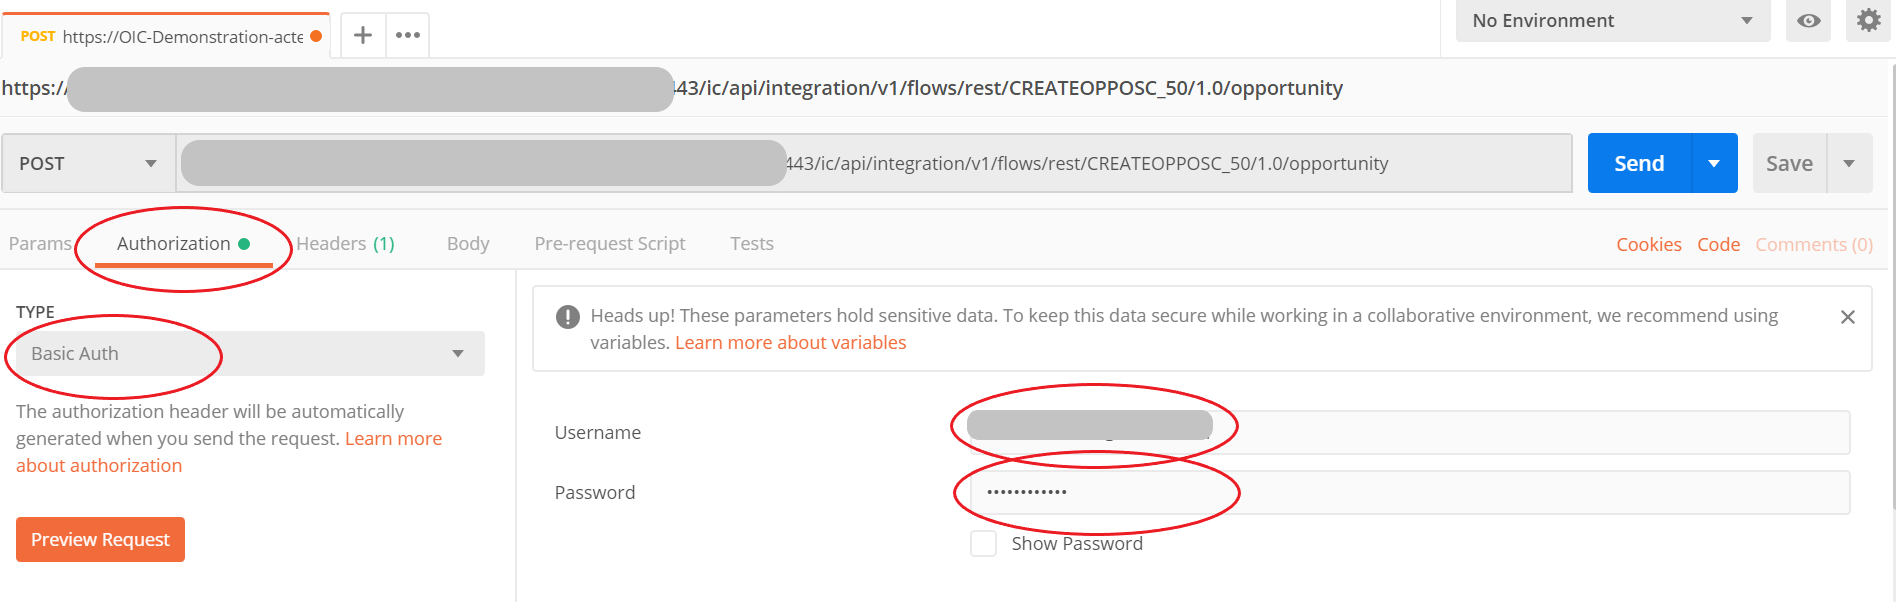 POST https://OIC-Demonstration-acte
No Environment
https:/ 43/ic/api/integration/v1/flows/rest/CREATEOPPOSC_50/1.0/opportunity
POST 443/ic/api/integration/v1/flows/rest/CREATEOPPOSC_50/1.0/opportunity Send Save
Params Authorization Headers (1) Body Pre-request Script Tests Cookies Code Comments (0)
TYPE
Basic Auth
The authorization header will be automatically
generated when you send the request. Learn more
about authorization
Preview Request
Heads up! These parameters hold sensitive data. To keep this data secure while working in a collaborative environment, we recommend using
variables. Learn more about variables
Username
Password ••••••••••••
Show Password